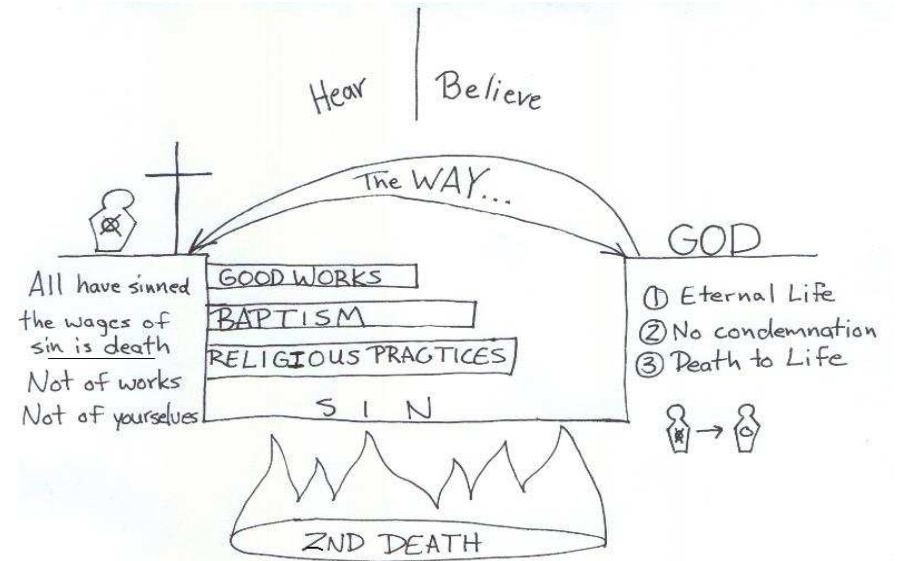 Hear
Believe
The WAY...
GOD
All have sinned
the wages of
sin is death
Not of works
Not of yourselves
GOOD WORKS
BAPTISM
RELIGIOUS PRACTICES
SIN
① Eternal Life
② No condemnation
③ Death to Life
2ND DEATH